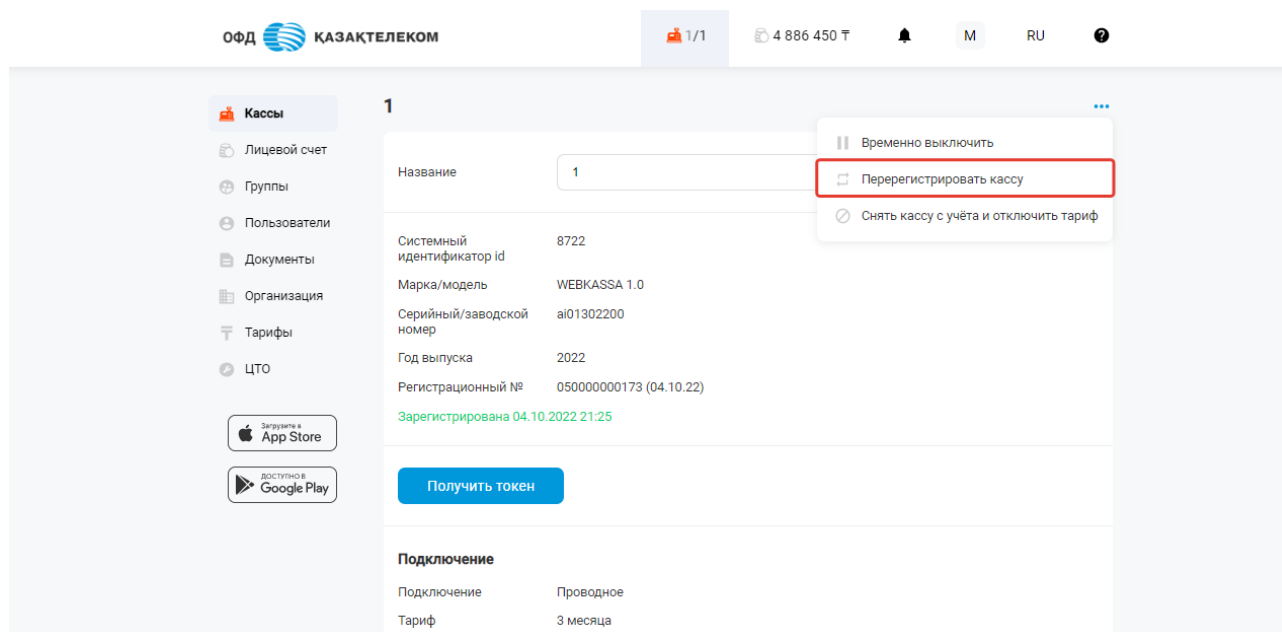 ОФД ҚАЗАҚТЕЛЕКОМ
1/1
4 886 450 ₸
M
RU
Кассы
Лицевой счет
Группы
Пользователи
Документы
Организация
Тарифы
ЦТО
Загрузите в
App Store
ДОСТУПНО В
Google Play
1
Временно выключить
Перерегистрировать кассу
Снять кассу с учёта и отключить тариф
Название 1
Системный
идентификатор id 8722
Марка/модель WEBKASSA 1.0
Серийный/заводской
номер ai01302200
Год выпуска 2022
Регистрационный № 050000000173 (04.10.22)
Зарегистрирована 04.10.2022 21:25
Получить токен
Подключение
Подключение Проводное
Тариф 3 месяца